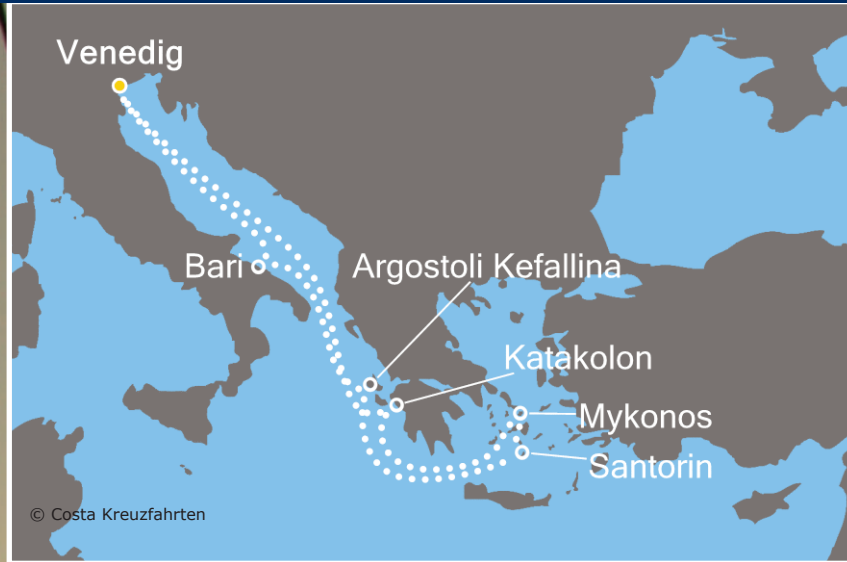 Venedig
Bari
Argostoli Kefallina
Katakolon
Mykonos
Santorin
© Costa Kreuzfahrten